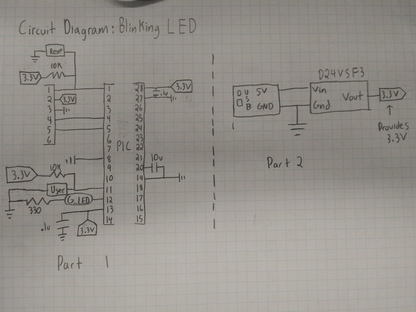 Circuit Diagram: Blinking LED
Reset
10K
3.3V
1
2
3
4
5
6
3.3V
1
2
3
4
5
6
7
8
9
10
11
12
13
14
PIC
28
27
26
25
24
23
22
21
20
19
18
17
16
15
3.3V
10u
10K
3.3V
User
330
G.LED
.1u
3.3V
Part 1
D24V5F3
USB
5V
GND
Vin
Gnd
Vout
3.3V
Provides
3.3V
Part 2